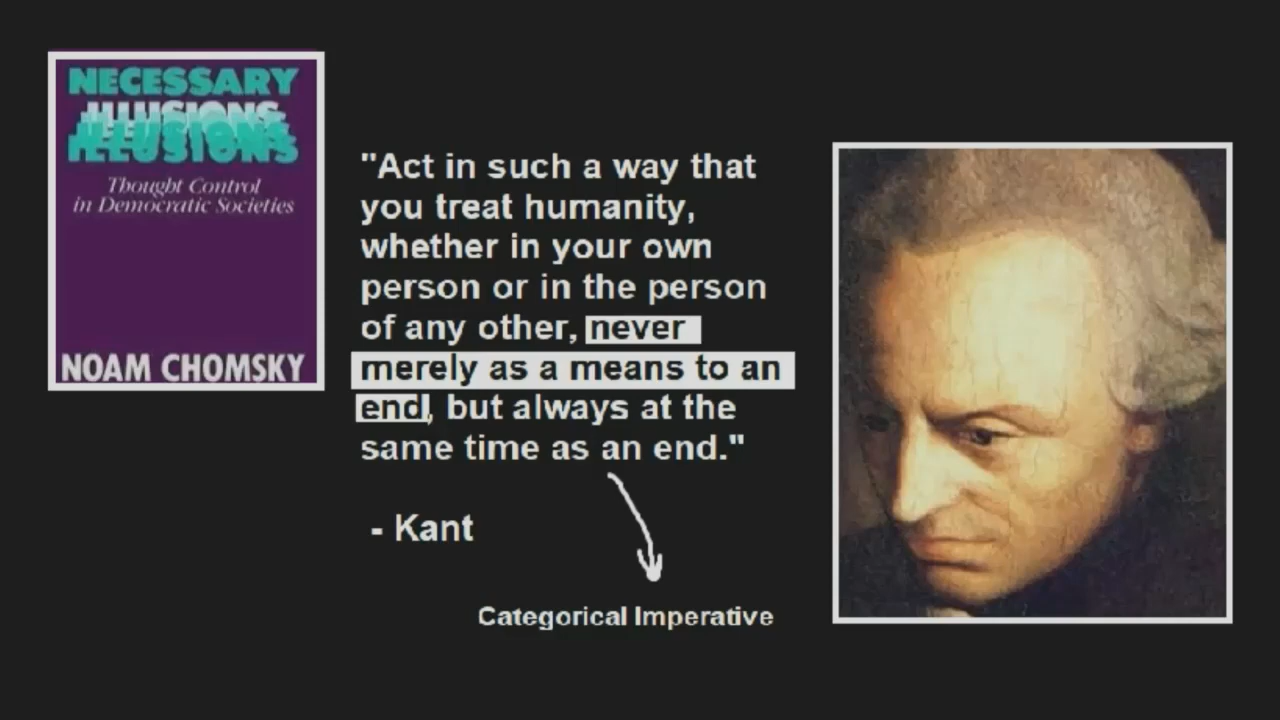 NECESSARY
ILLUSIONS
ILLUSIONS
Thought Control
in Democratic Societies
NOAM CHOMSKY
"Act in such a way that
you treat humanity,
whether in your own
person or in the person
of any other, never
merely as a means to an
end, but always at the
same time as an end."
- Kant
Categorical Imperative